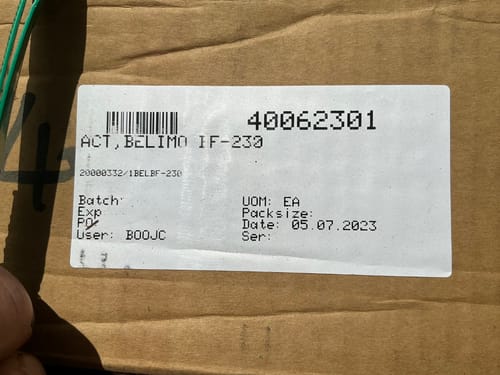 40062301
ACT,BELIMO BF-230
20000332/1BELBF-230
Batch:
UOM: EA
Exp
Packsize:
PO
Date: 05.07.2023
User: BOOJC
Ser: